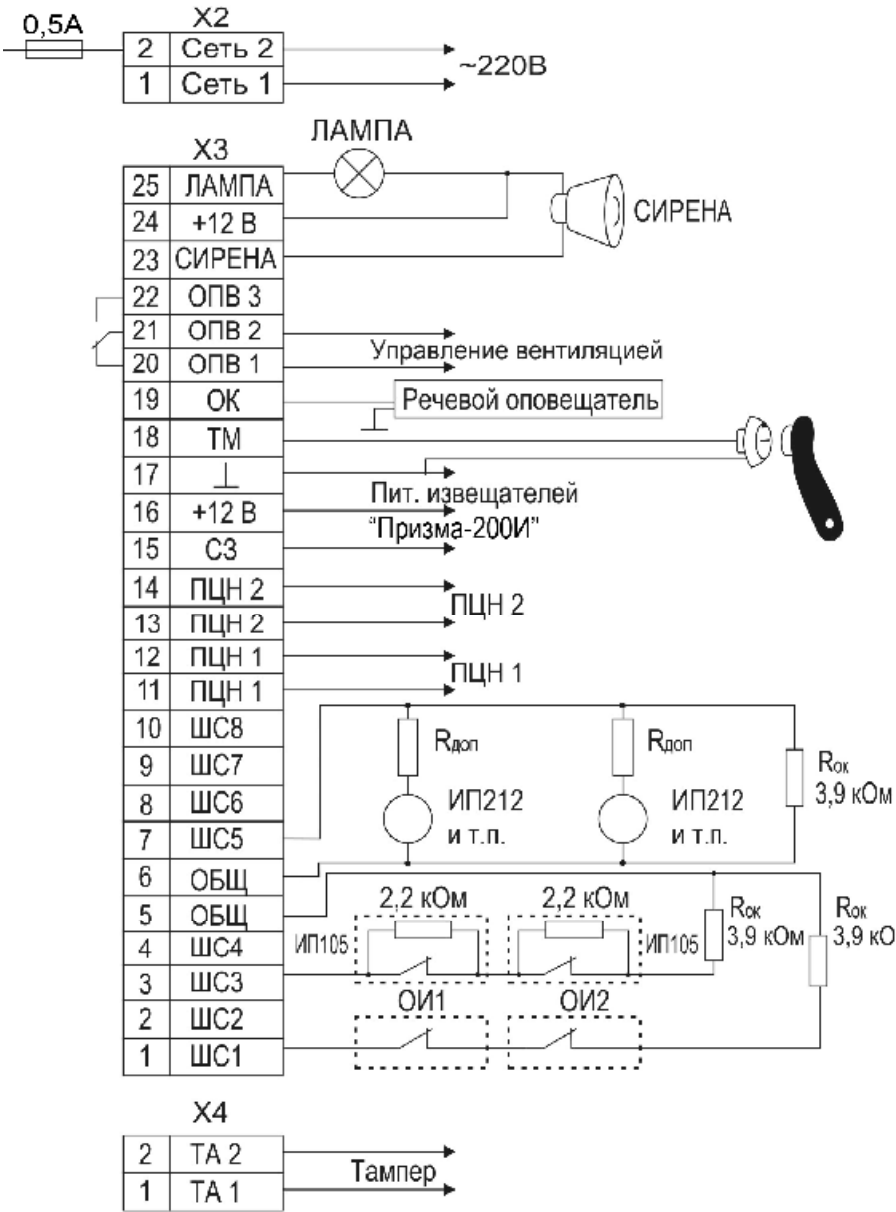 0,5А
X2
2 Сеть 2
1 Сеть 1
~220В
ЛАМПА
X3
25 ЛАМПА
24 +12 В
23 СИРЕНА
СИРЕНА
22 ОПВ 3
21 ОПВ 2
20 ОПВ 1
Управление вентиляцией
19 ОК
Речевой оповещатель
18 ТМ
17 ⊥
16 +12 В
15 СЗ
Пит. извещателей
“Призма-200И”
14 ПЦН 2
13 ПЦН 2
ПЦН 2
12 ПЦН 1
11 ПЦН 1
ПЦН 1
10 ШС8
9 ШС7
8 ШС6
7 ШС5
Rдоп
ИП212
и т.п.
Rдоп
ИП212
и т.п.
Rок
3,9 кОм
6 ОБЩ
5 ОБЩ
4 ШС4
3 ШС3
2 ШС2
1 ШС1
2,2 кОм
2,2 кОм
ИП105
ИП105
Rок
3,9 кОм
Rок
3,9 кО
ОИ1
ОИ2
X4
2 ТА 2
1 ТА 1
Тампер